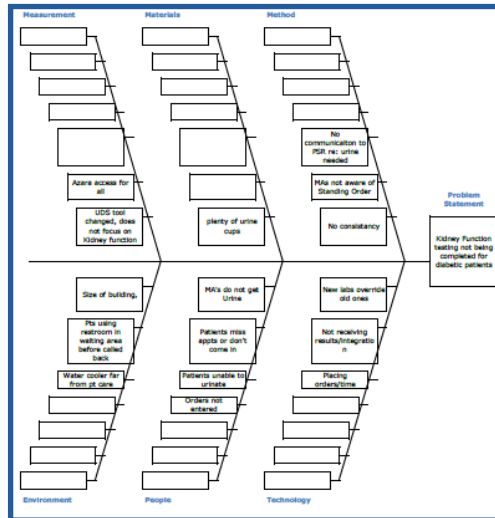 Measurement
Materials
Method
No
communicaiton to
PSR re: urine
needed
Azara access for
all
MAs not aware of
Standing Order
UDS tool
changed, does
not focus on
Kidney function
plenty of urine
cups
No consistancy
Problem
Statement
Kidney Function
testing not being
completed for
diabetic patients
Size of building,
MA's do not get
Urine
New labs override
old ones
Pts using
restroom in
waiting area
before called
back
Patients miss
appts or don't
come in
Not receiving
results/integratio
n
Water cooler far
from pt care
Patients unable to
urinate
Placing
orders/time
Orders not
entered
Environment
People
Technology